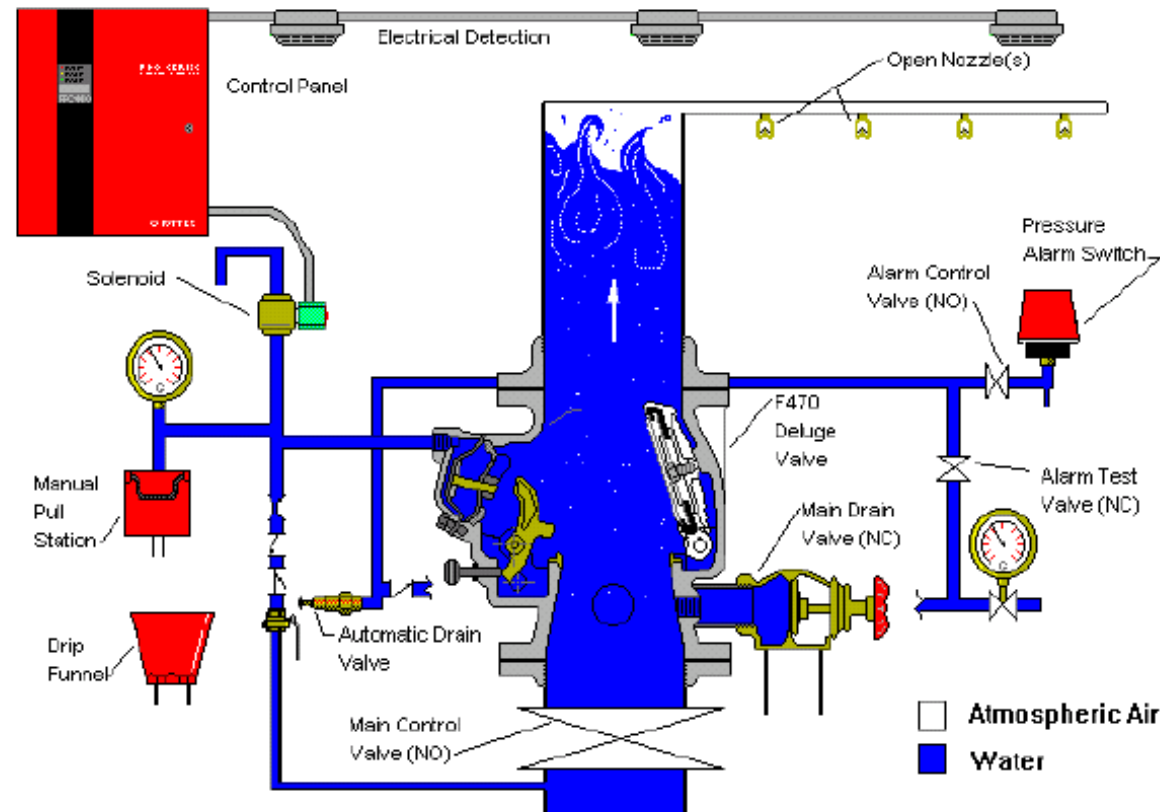 Electrical Detection
Control Panel
Open Nozzle(s)
Solenoid
Pressure
Alarm Switch
Alarm Control
Valve (NO)
F470
Deluge
Valve
Manual
Pull
Station
Alarm Test
Valve (NC)
Main Drain
Valve (NC)
Drip
Funnel
Automatic Drain
Valve
Main Control
Valve (NO)
Atmospheric Air
Water